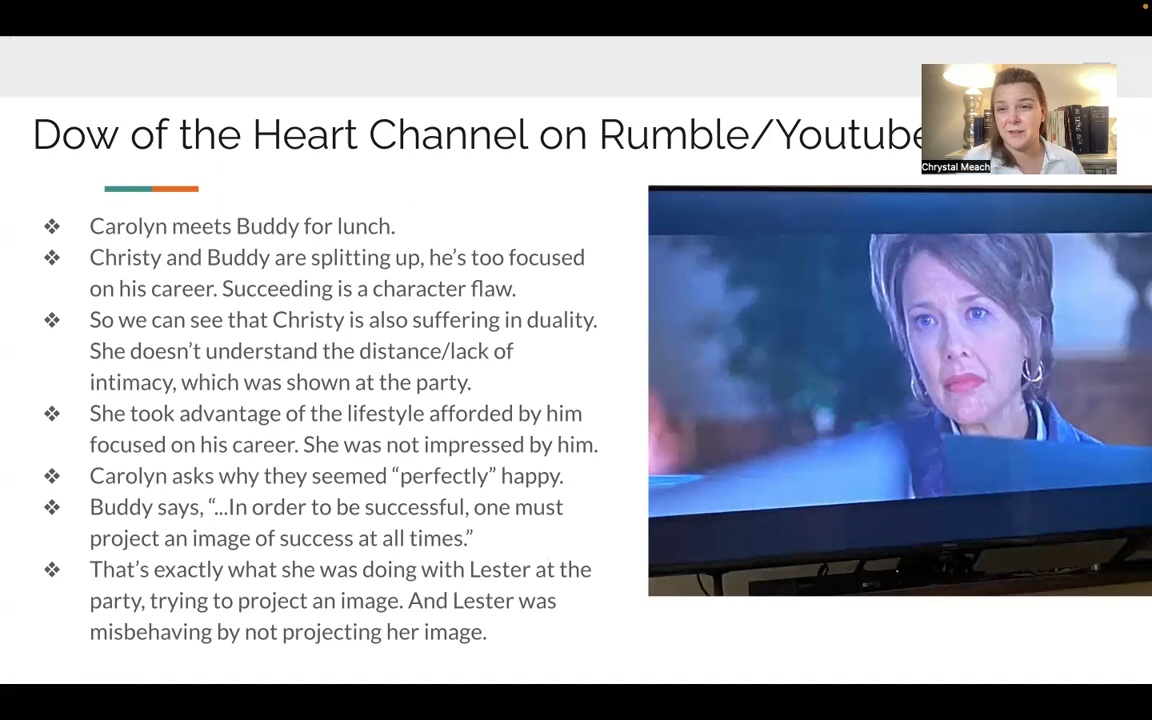 Dow of the Heart Channel on Rumble/Youtube
Chrystal Meach
❖ Carolyn meets Buddy for lunch.
❖ Christy and Buddy are splitting up, he’s too focused
on his career. Succeeding is a character flaw.
❖ So we can see that Christy is also suffering in duality.
She doesn’t understand the distance/lack of
intimacy, which was shown at the party.
❖ She took advantage of the lifestyle afforded by him
focused on his career. She was not impressed by him.
❖ Carolyn asks why they seemed “perfectly” happy.
❖ Buddy says, “...In order to be successful, one must
project an image of success at all times.”
❖ That’s exactly what she was doing with Lester at the
party, trying to project an image. And Lester was
misbehaving by not projecting her image.